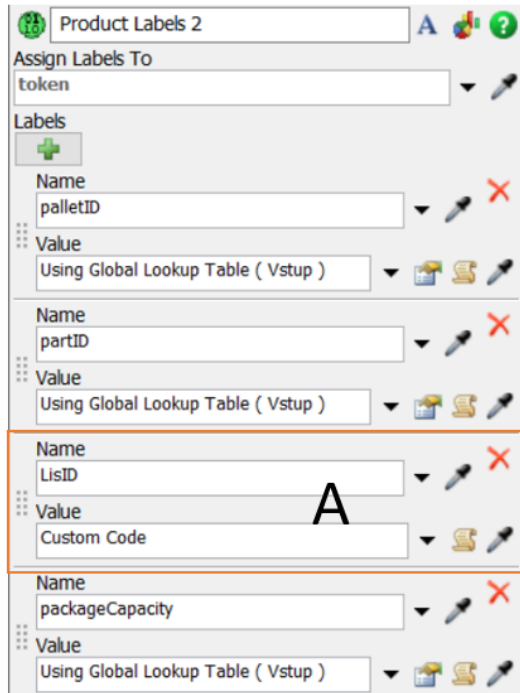 Product Labels 2
A
?
Assign Labels To
token
Labels
Name
palletID
Value
Using Global Lookup Table ( Vstup )
Name
partID
Value
Using Global Lookup Table ( Vstup )
Name
LisID
A
Value
Custom Code
Name
packageCapacity
Value
Using Global Lookup Table ( Vstup )